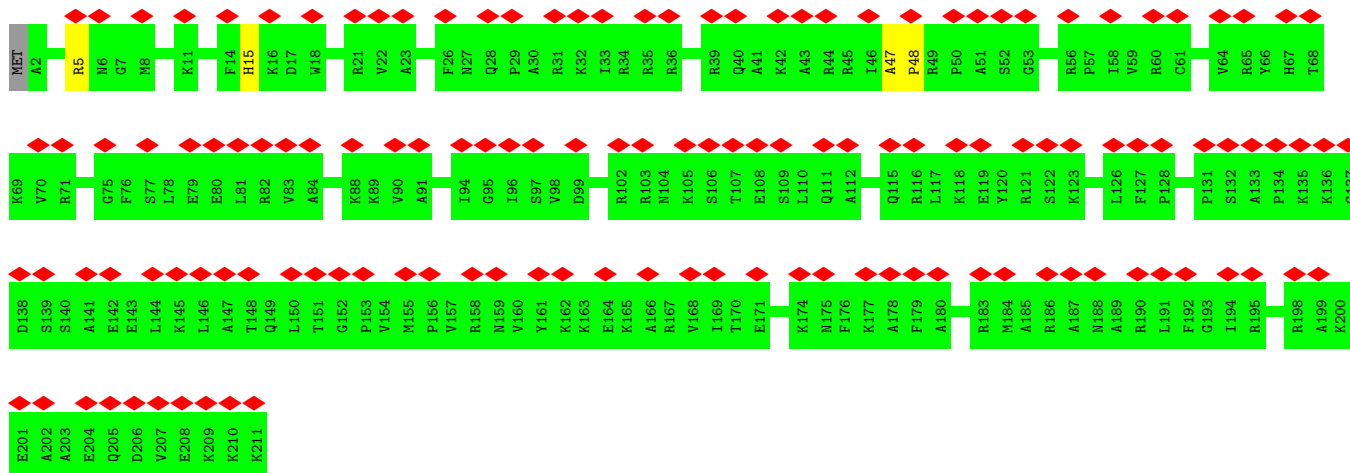 MET A2 R5 N6 G7 M8 K11 F14 H15 K16 D17 W18 R21 V22 A23 F26 N27 Q28 P29 A30 R31 K32 I33 R34 R35 R36 R39 Q40 A41 K42 A43 R44 R45 I46 A47 P48 R49 P50 A51 S52 G53 R56 P57 I58 V59 R60 C61 V64 R65 Y66 H67 T68
K69 V70 R71 G75 F76 S77 L78 E79 E80 L81 R82 V83 A84 K88 K89 V90 A91 I94 G95 I96 S97 V98 D99 R102 R103 N104 K105 S106 T107 E108 S109 L110 Q111 A112 Q115 R116 L117 K118 E119 Y120 R121 S122 K123 L126 F127 P128 P131 S132 A133 P134 K135 K136 G137
D138 S139 S140 A141 E142 E143 L144 K145 L146 A147 T148 Q149 L150 T151 G152 P153 V154 M155 P156 V157 R158 N159 V160 Y161 K162 K163 E164 K165 A166 R167 V168 I169 T170 E171 K174 N175 F176 K177 A178 F179 A180 R183 M184 A185 R186 A187 N188 A189 R190 L191 F192 G193 I194 R195 R198 A199 K200
E201 A202 A203 E204 Q205 D206 V207 E208 K209 K210 K211